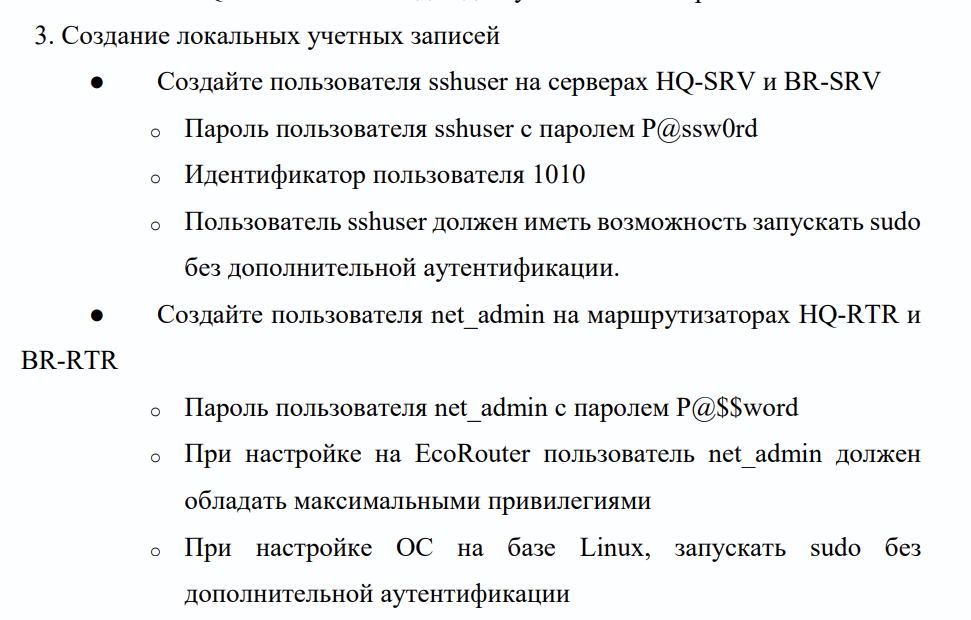 3. Создание локальных учетных записей
● Создайте пользователя sshuser на серверах HQ-SRV и BR-SRV
○ Пароль пользователя sshuser с паролем P@ssw0rd
○ Идентификатор пользователя 1010
○ Пользователь sshuser должен иметь возможность запускать sudo
без дополнительной аутентификации.
● Создайте пользователя net_admin на маршрутизаторах HQ-RTR и
BR-RTR
○ Пароль пользователя net_admin с паролем P@$$word
○ При настройке на EcoRouter пользователь net_admin должен
обладать максимальными привилегиями
○ При настройке ОС на базе Linux, запускать sudo без
дополнительной аутентификации